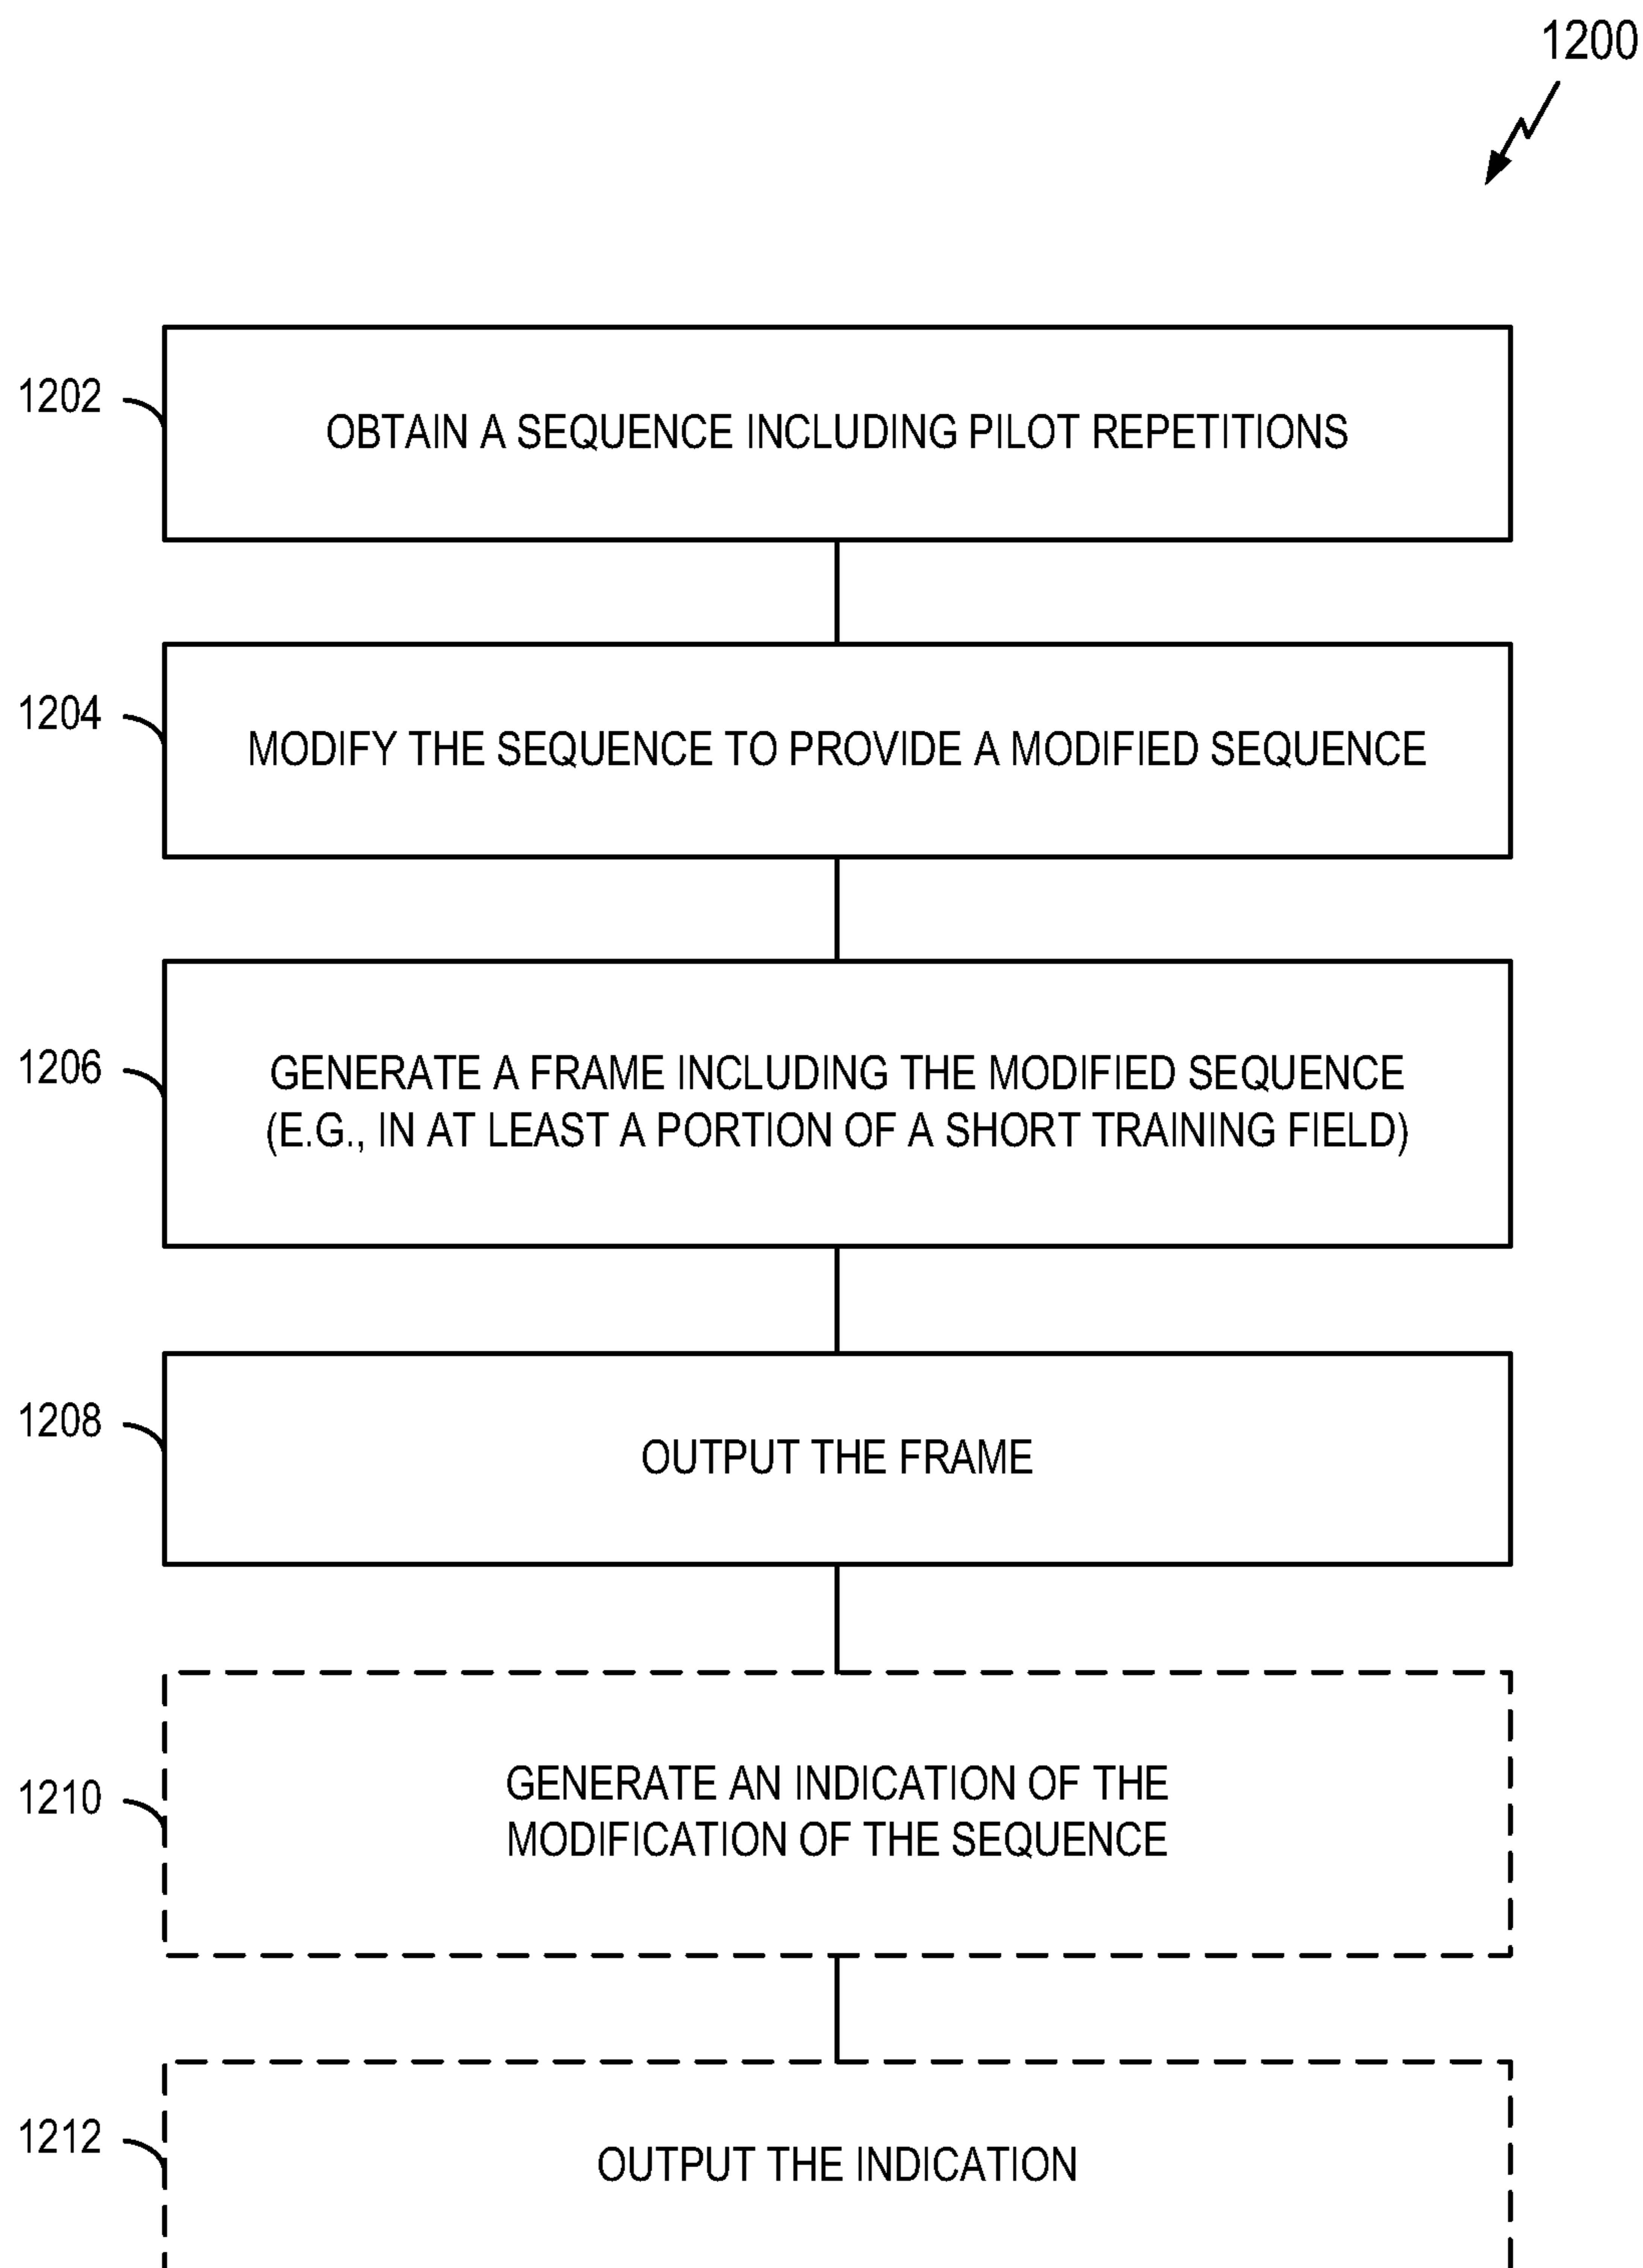 1200
1202
OBTAIN A SEQUENCE INCLUDING PILOT REPETITIONS
1204
MODIFY THE SEQUENCE TO PROVIDE A MODIFIED SEQUENCE
1206
GENERATE A FRAME INCLUDING THE MODIFIED SEQUENCE
(E.G., IN AT LEAST A PORTION OF A SHORT TRAINING FIELD)
1208
OUTPUT THE FRAME
1210
GENERATE AN INDICATION OF THE
MODIFICATION OF THE SEQUENCE
1212
OUTPUT THE INDICATION